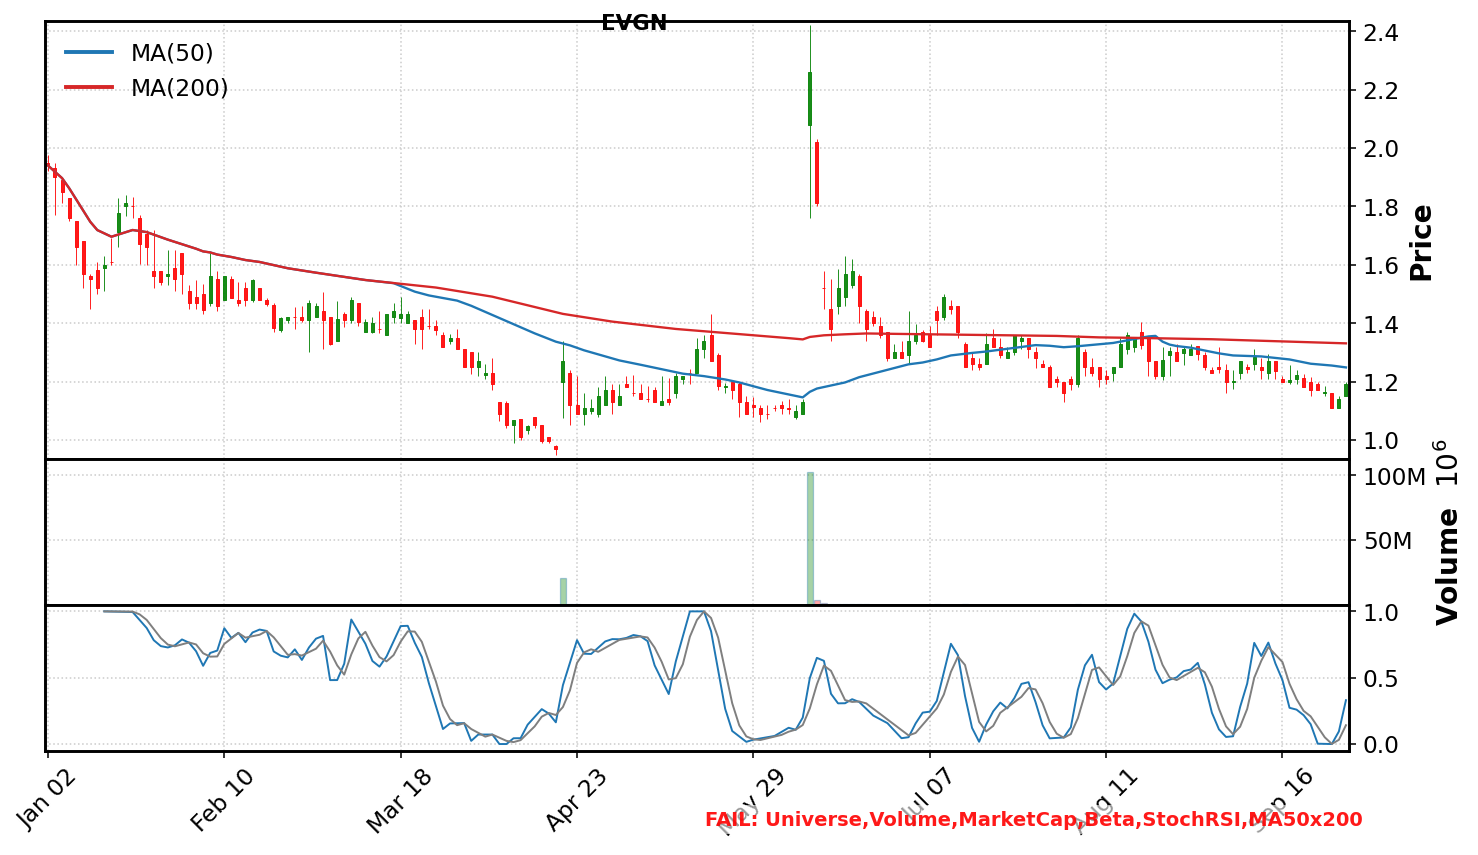 EVGN
MA(50)
MA(200)
2.4
2.2
2.0
1.8
1.6
1.4
1.2
1.0
Price
100M
50M
Volume 10^6
1.0
0.5
0.0
Jan 02
Feb 10
Mar 18
Apr 23
May 29
Jul 07
Aug 11
Sep 16
FAIL: Universe,Volume,MarketCap,Beta,StochRSI,MA50x200